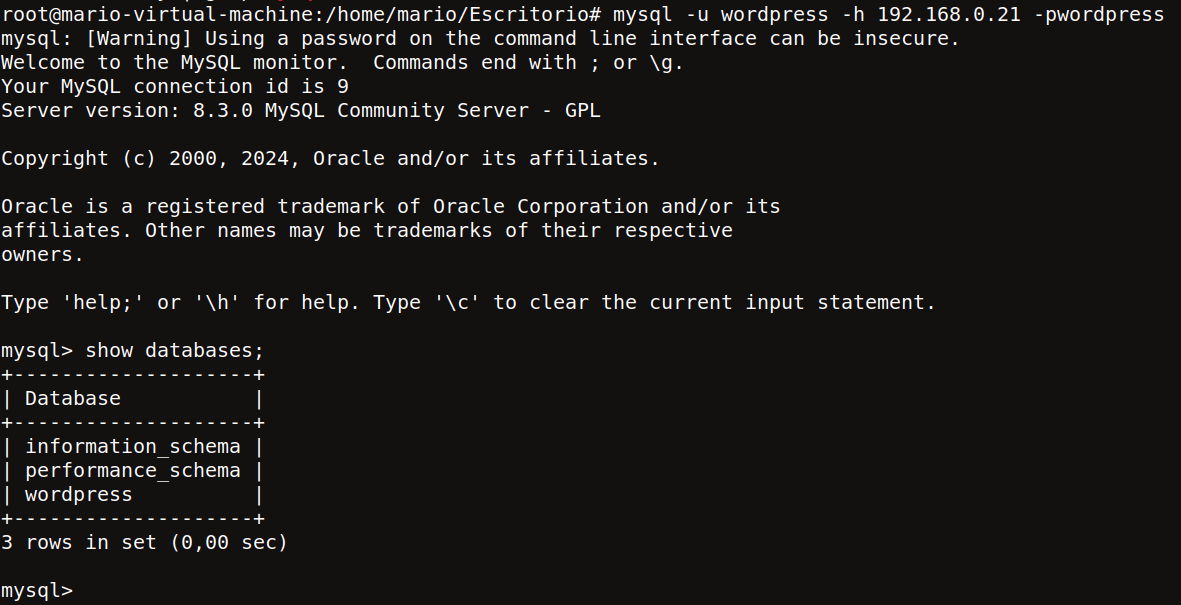 root@mario-virtual-machine:/home/mario/Escritorio# mysql -u wordpress -h 192.168.0.21 -pwordpress
mysql: [Warning] Using a password on the command line interface can be insecure.
Welcome to the MySQL monitor.  Commands end with ; or \g.
Your MySQL connection id is 9
Server version: 8.3.0 MySQL Community Server - GPL

Copyright (c) 2000, 2024, Oracle and/or its affiliates.

Oracle is a registered trademark of Oracle Corporation and/or its
affiliates. Other names may be trademarks of their respective
owners.

Type 'help;' or '\h' for help. Type '\c' to clear the current input statement.

mysql> show databases;
+--------------------+
| Database           |
+--------------------+
| information_schema |
| performance_schema |
| wordpress          |
+--------------------+
3 rows in set (0,00 sec)

mysql>